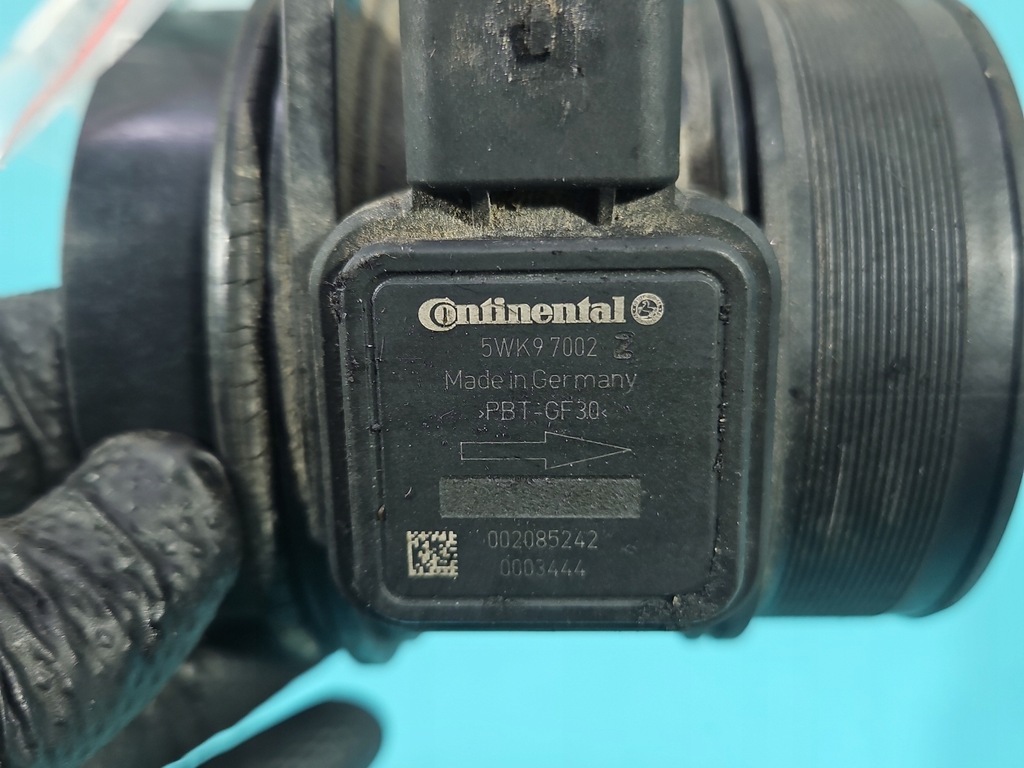 Continental
5WK9 7002 Z
Made in Germany
>PBT-GF30<
002085242
0003444